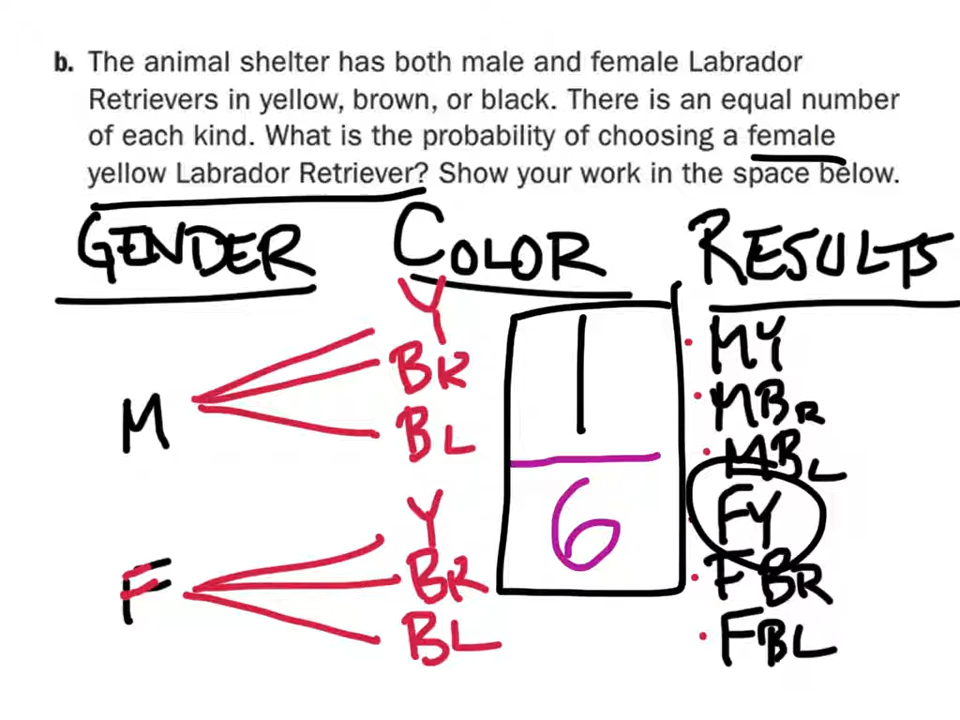 b. The animal shelter has both male and female Labrador
Retrievers in yellow, brown, or black. There is an equal number
of each kind. What is the probability of choosing a female
yellow Labrador Retriever? Show your work in the space below.
GENDER COLOR RESULTS
M
Y
BR
BL
F
Y
BR
BL
1
6
MY
MBR
MBL
FY
FBR
FBL